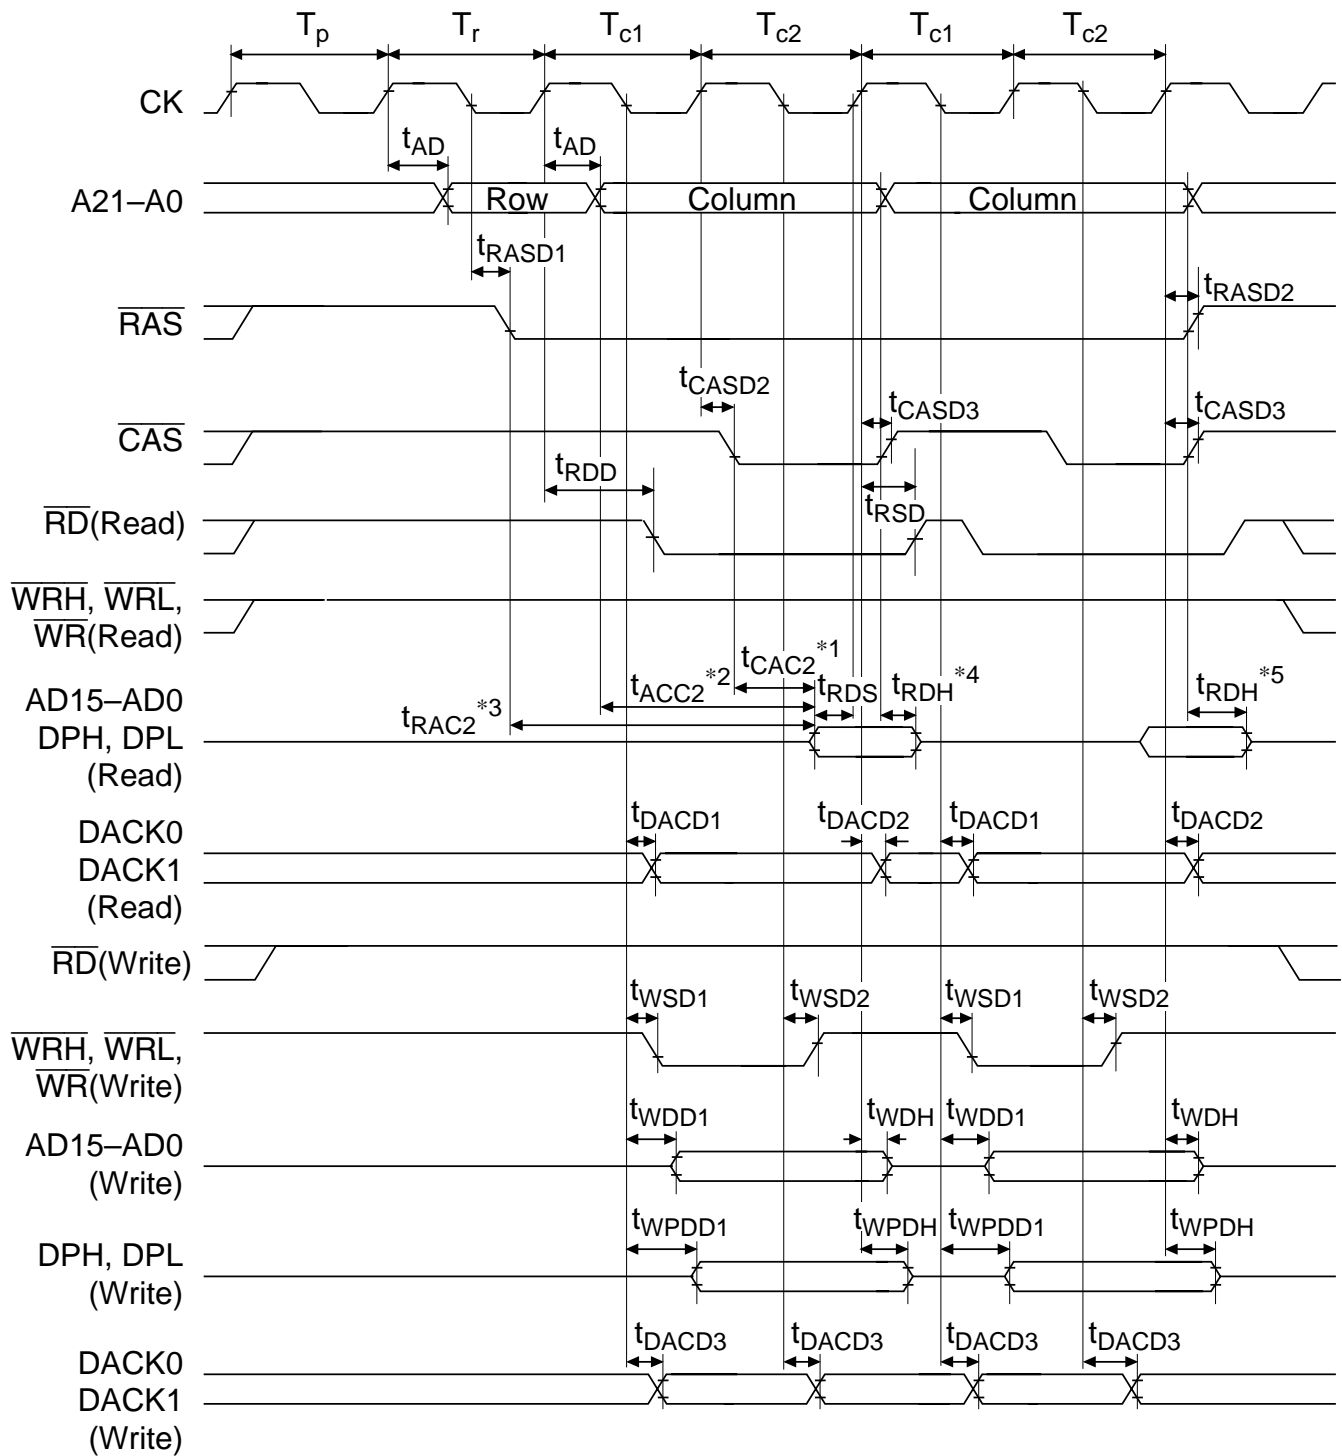 Tp Tr Tc1 Tc2 Tc1 Tc2
CK
tAD tAD
A21–A0 Row Column Column
tRASD1
RAS tRASD2
tCASD2
CAS tCASD3 tCASD3
tRDD
RD(Read) tRSD
WRH, WRL,
WR(Read)
tCAC2*1
AD15–AD0 tACC2*2 tRDS tRDH*4 tRDH*5
DPH, DPL tRAC2*3
(Read)
DACK0 tDACD1 tDACD2 tDACD1 tDACD2
DACK1
(Read)
RD(Write)
tWSD1 tWSD2 tWSD1 tWSD2
WRH, WRL,
WR(Write)
tWDD1 tWDH tWDD1 tWDH
AD15–AD0
(Write)
tWPDD1 tWPDH tWPDD1 tWPDH
DPH, DPL
(Write)
tDACD3 tDACD3 tDACD3 tDACD3
DACK0
DACK1
(Write)